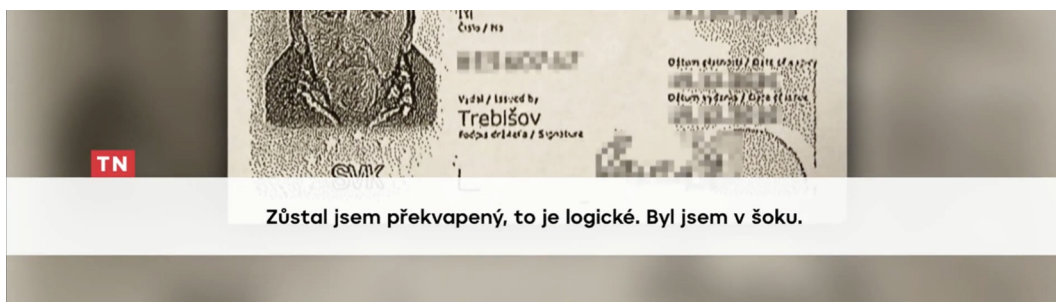 Číslo / No
Dátum platnosti / Date of expiry
Vydal / Issued by
Dátum vydania / Date of issue
Trebišov
Podpis držiteľa / Signature
SVK
TN
Zůstal jsem překvapený, to je logické. Byl jsem v šoku.